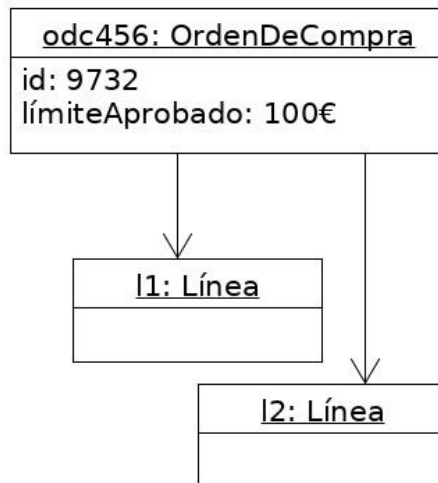 odc456: OrdenDeCompra
id: 9732
límiteAprobado: 100€
l1: Línea
l2: Línea